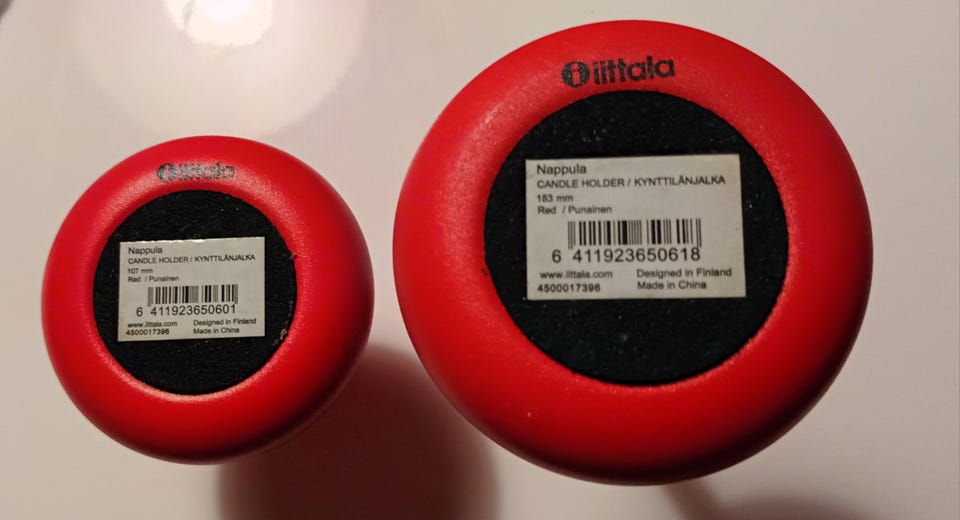 iittala
Nappula
CANDLE HOLDER / KYNTTILÄNJALKA
107 mm
Red / Punainen
6 411923650601
www.iittala.com Designed in Finland
4500017396 Made in China
iittala
Nappula
CANDLE HOLDER / KYNTTILÄNJALKA
183 mm
Red / Punainen
6 411923650618
www.iittala.com Designed in Finland
4500017396 Made in China